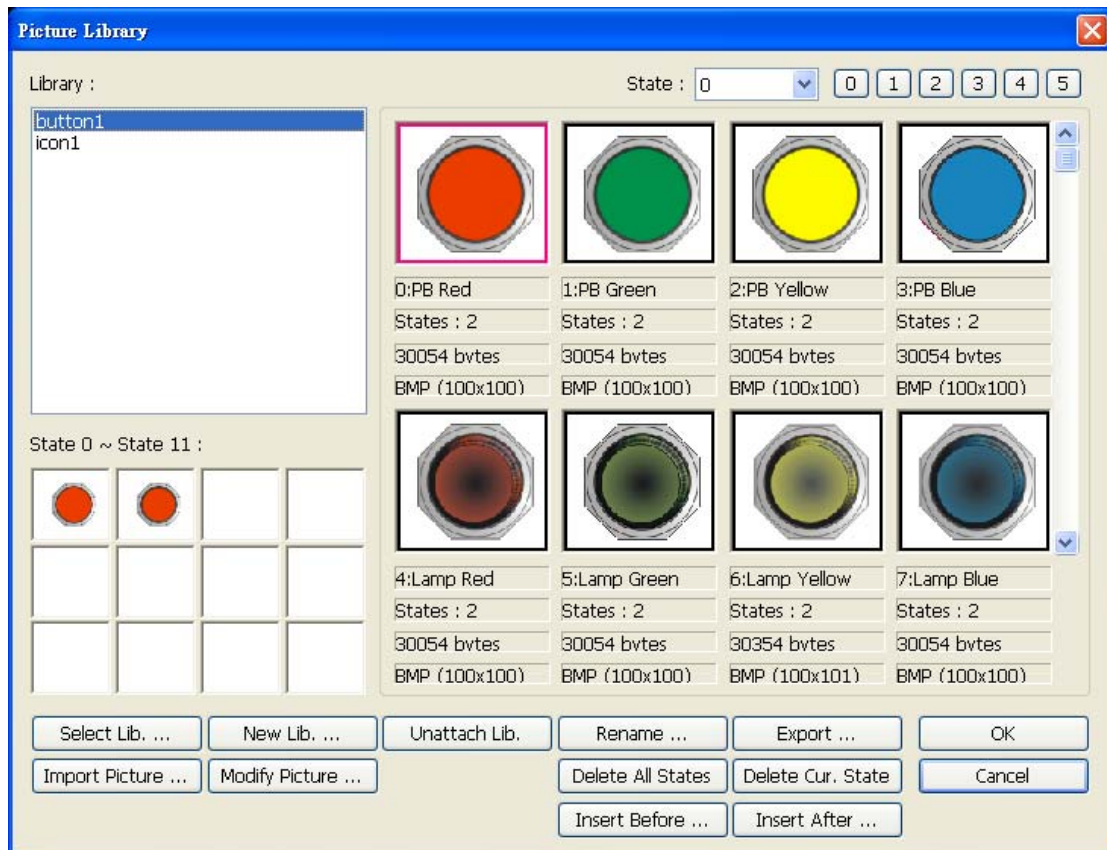 Picture Library
Library :
State : 0 0 1 2 3 4 5
button1
icon1
0:PB Red 1:PB Green 2:PB Yellow 3:PB Blue
States : 2 States : 2 States : 2 States : 2
30054 bytes 30054 bytes 30054 bytes 30054 bytes
BMP (100x100) BMP (100x100) BMP (100x100) BMP (100x100)
State 0 ~ State 11 :
4:Lamp Red 5:Lamp Green 6:Lamp Yellow 7:Lamp Blue
States : 2 States : 2 States : 2 States : 2
30054 bytes 30054 bytes 30354 bytes 30054 bytes
BMP (100x100) BMP (100x100) BMP (100x101) BMP (100x100)
Select Lib. ... New Lib. ... Unattach Lib. Rename ... Export ... OK
Import Picture ... Modify Picture ... Delete All States Delete Cur. State Cancel
Insert Before ... Insert After ...